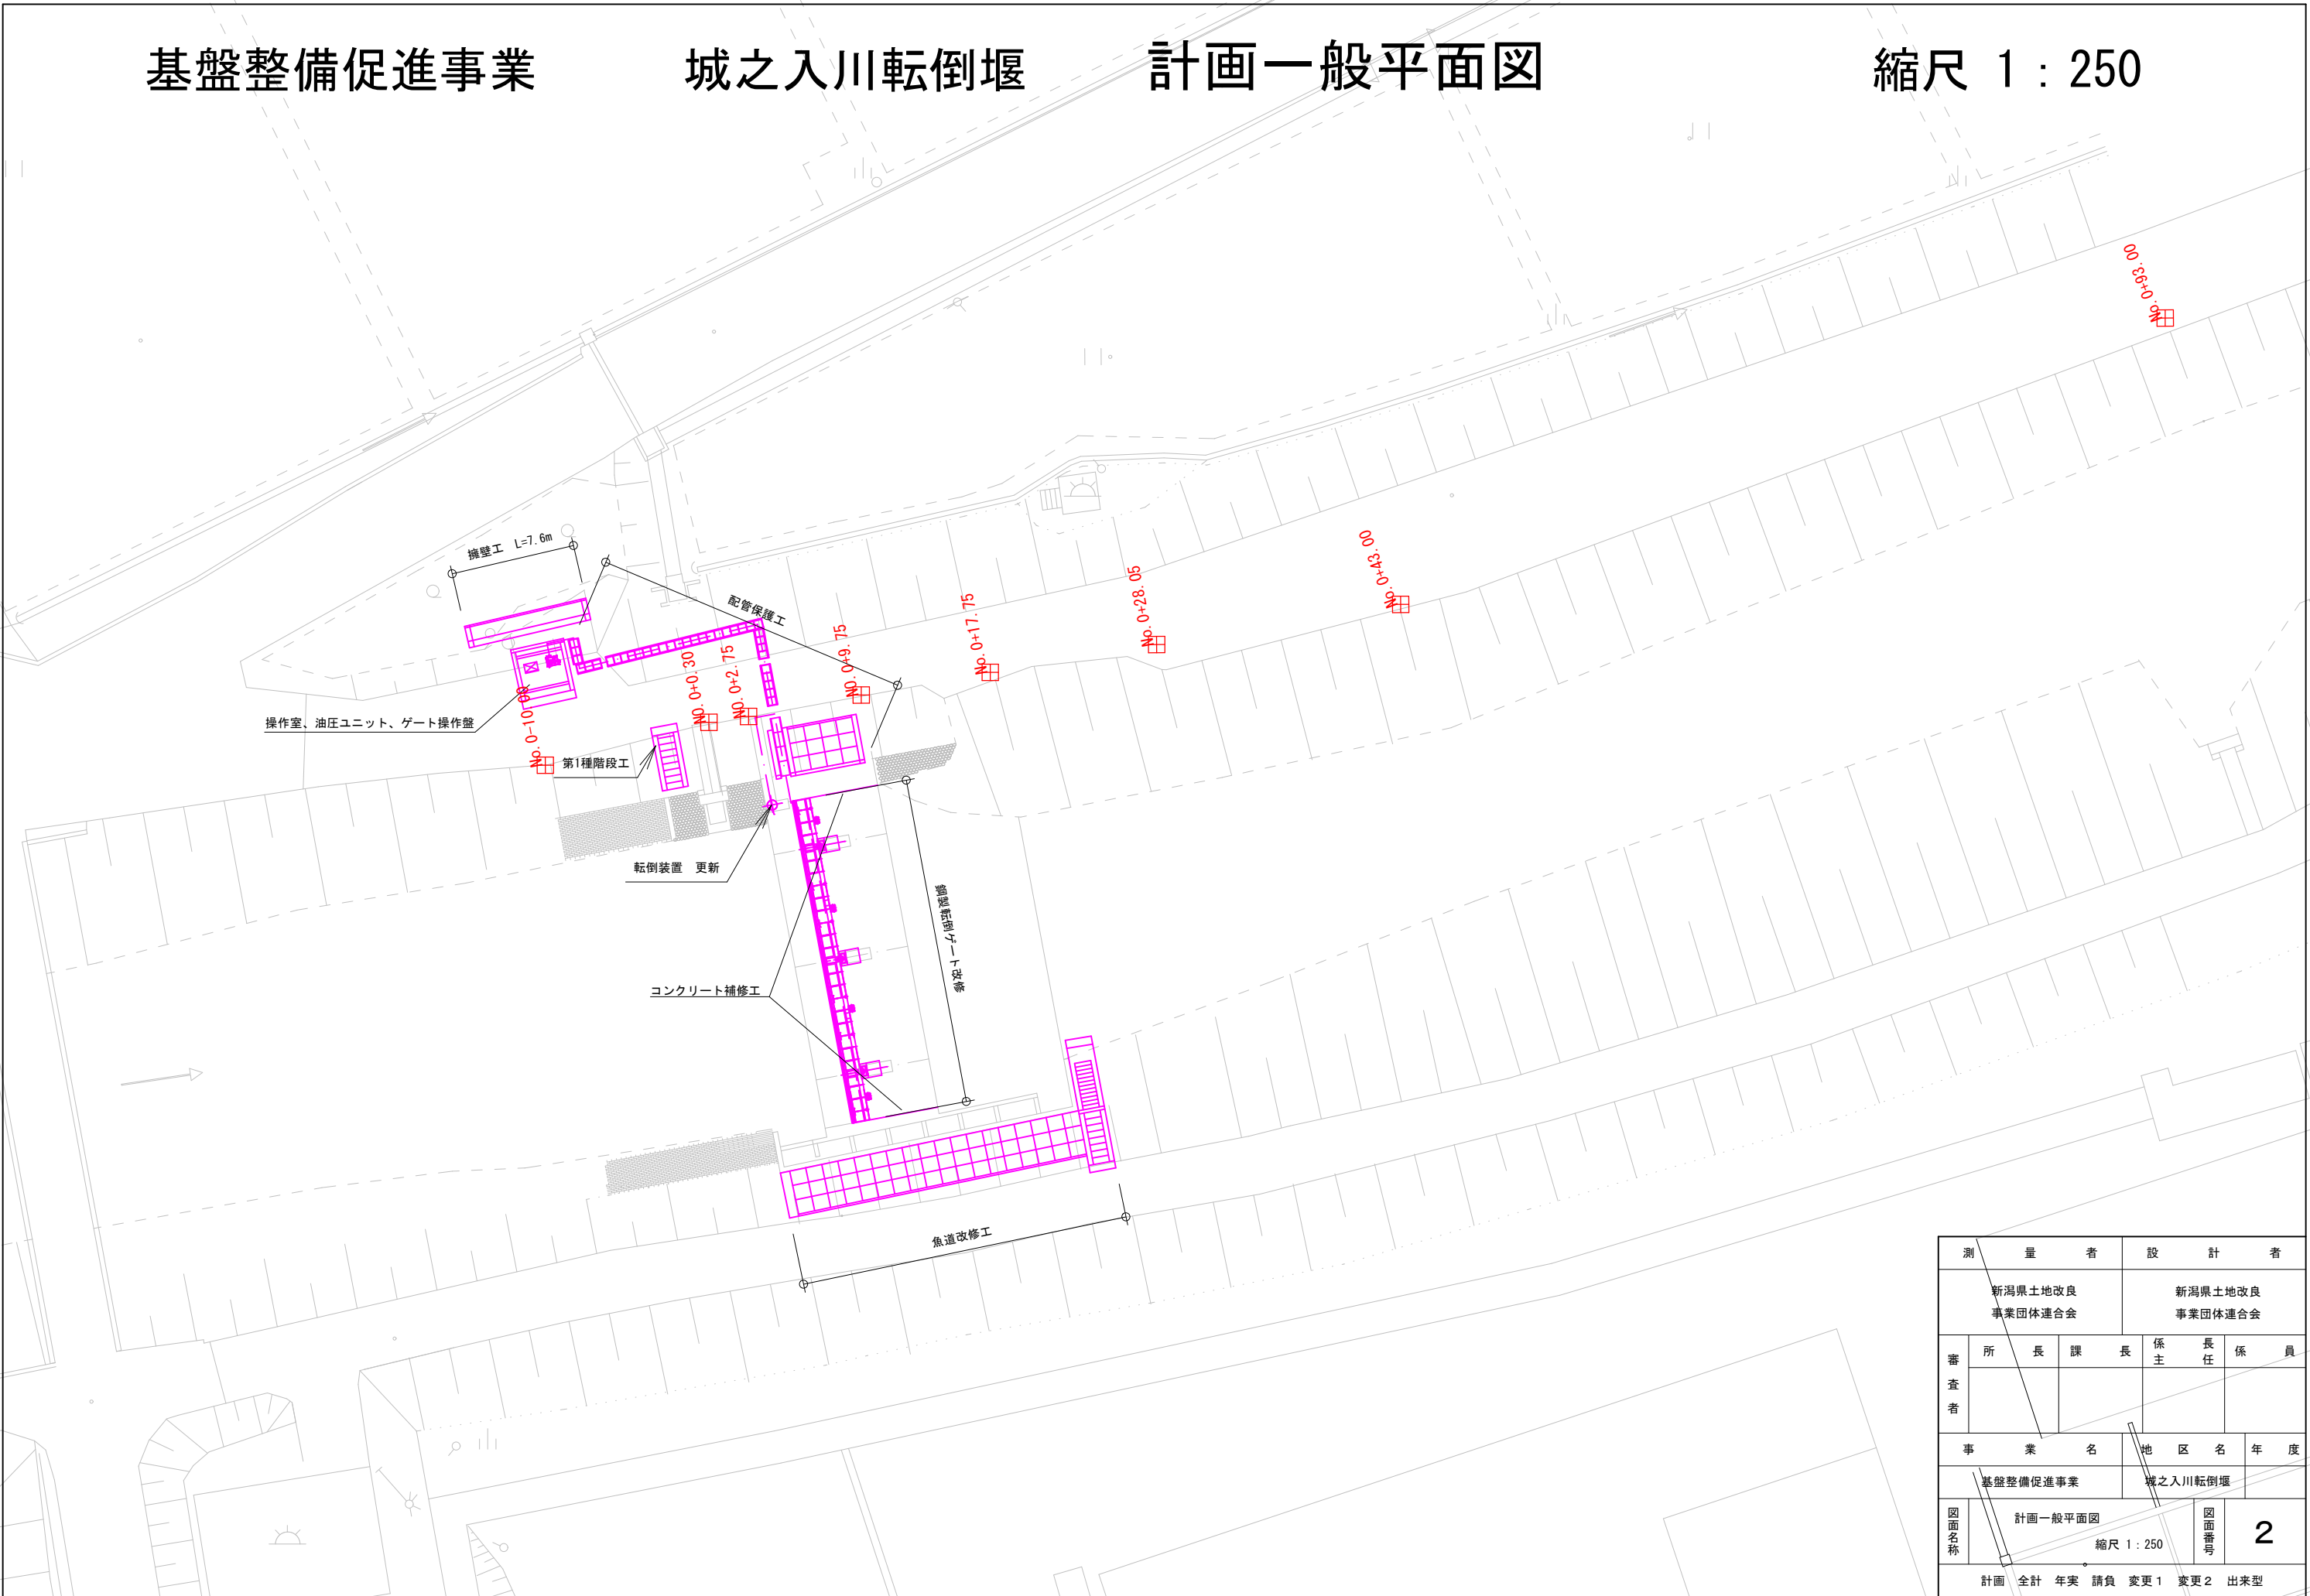 基盤整備促進事業 城之入川転倒堰 計画一般平面図 縮尺 1:250
No.0+93.00
擁壁工 L=7.6m
配管保護工
No.0+43.00
No.0+28.05
No.0+17.75
NO.0+9.75
NO.0+2.75
NO.0+0.30
No.0-10.00
操作室、油圧ユニット、ゲート操作盤
第1種階段工
転倒装置 更新
鋼製転倒ゲート改修
コンクリート補修工
魚道改修工
測量者 設計者
新潟県土地改良 新潟県土地改良
事業団体連合会 事業団体連合会
審査者 所長 課長 係長 係員
主任
事業名 地区名 年度
基盤整備促進事業 城之入川転倒堰
図面名称 計画一般平面図 図面番号 2
縮尺 1:250
計画 全計 年実 請負 変更1 変更2 出来型